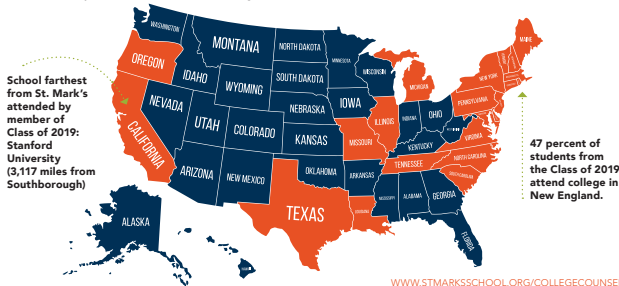 WASHINGTON
MONTANA
NORTH DAKOTA
MINNESOTA
MAINE
OREGON
IDAHO
WYOMING
SOUTH DAKOTA
WISCONSIN
MICHIGAN
NEW YORK
School farthest
from St. Mark's
attended by
member of
Class of 2019:
Stanford
University
(3,117 miles from
Southborough)
NEVADA
UTAH
COLORADO
NEBRASKA
KANSAS
IOWA
ILLINOIS
INDIANA
OHIO
PENNSYLVANIA
MISSOURI
KENTUCKY
VIRGINIA
CALIFORNIA
ARIZONA
NEW MEXICO
OKLAHOMA
ARKANSAS
TENNESSEE
NORTH CAROLINA
SOUTH CAROLINA
TEXAS
LOUISIANA
MISSISSIPPI
ALABAMA
GEORGIA
FLORIDA
ALASKA
47 percent of
students from
the Class of 2019
attend college in
New England.
WWW.STMARKSSCHOOL.ORG/COLLEGECOUNSE